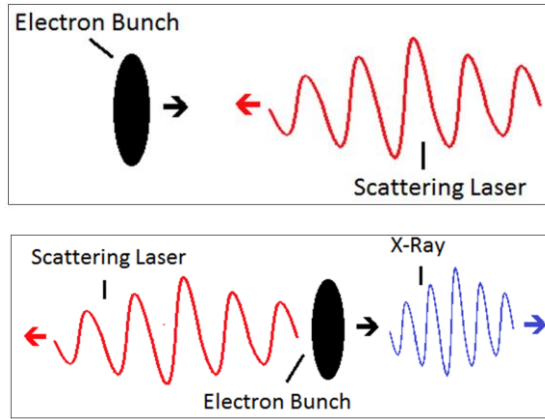 Electron Bunch
Scattering Laser
X-Ray
Scattering Laser
Electron Bunch